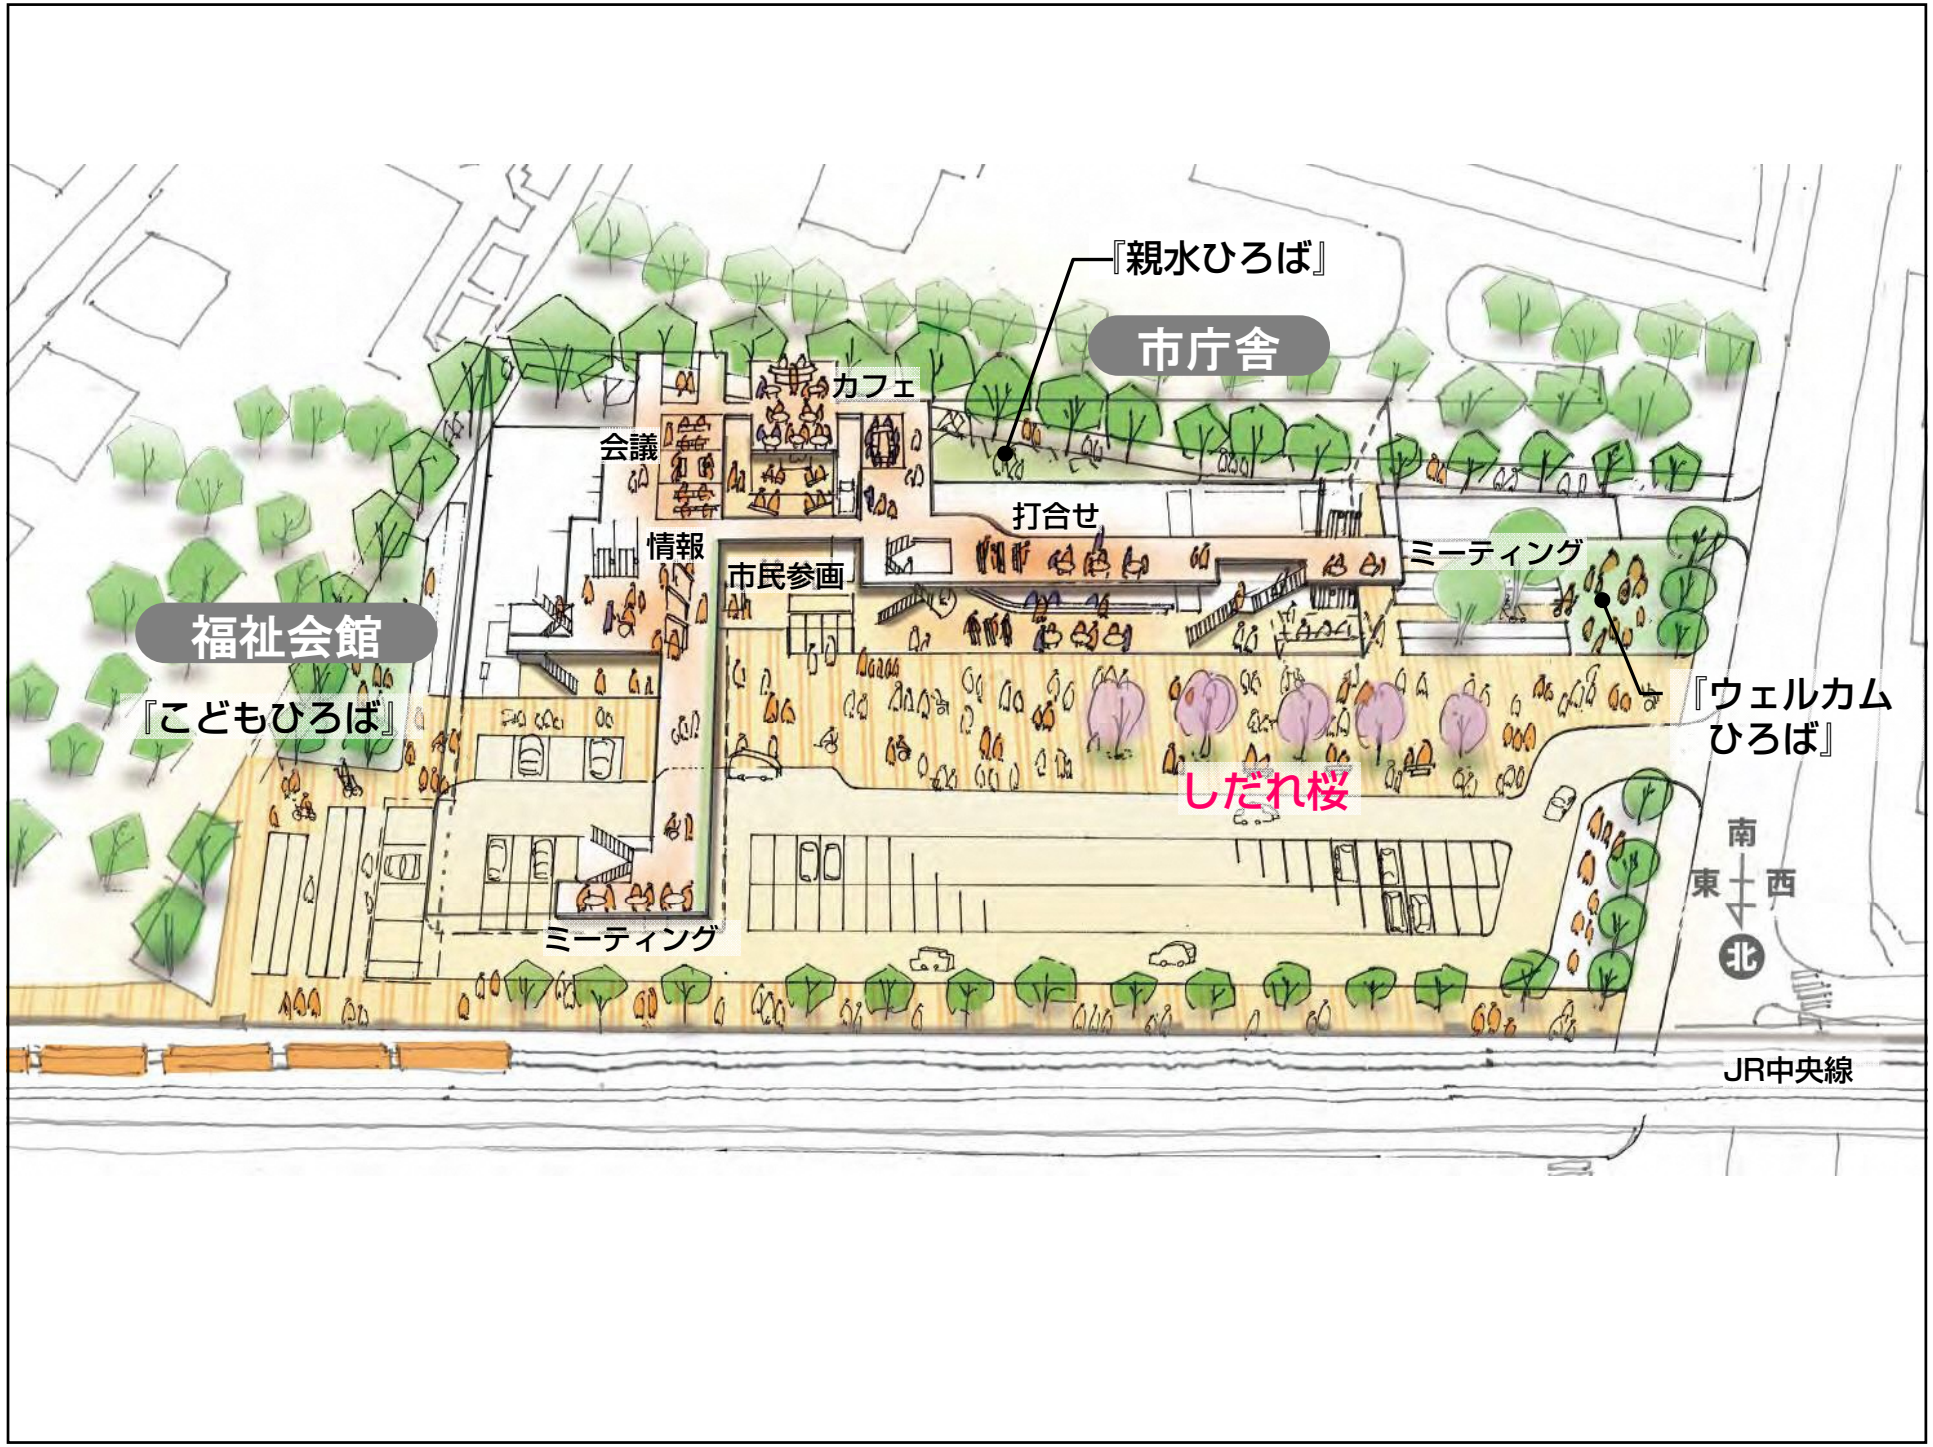 『親水ひろば』
市庁舎
カフェ
会議
打合せ
情報
ミーティング
市民参画
福祉会館
『こどもひろば』
『ウェルカム
ひろば』
しだれ桜
南
東
西
北
ミーティング
JR中央線